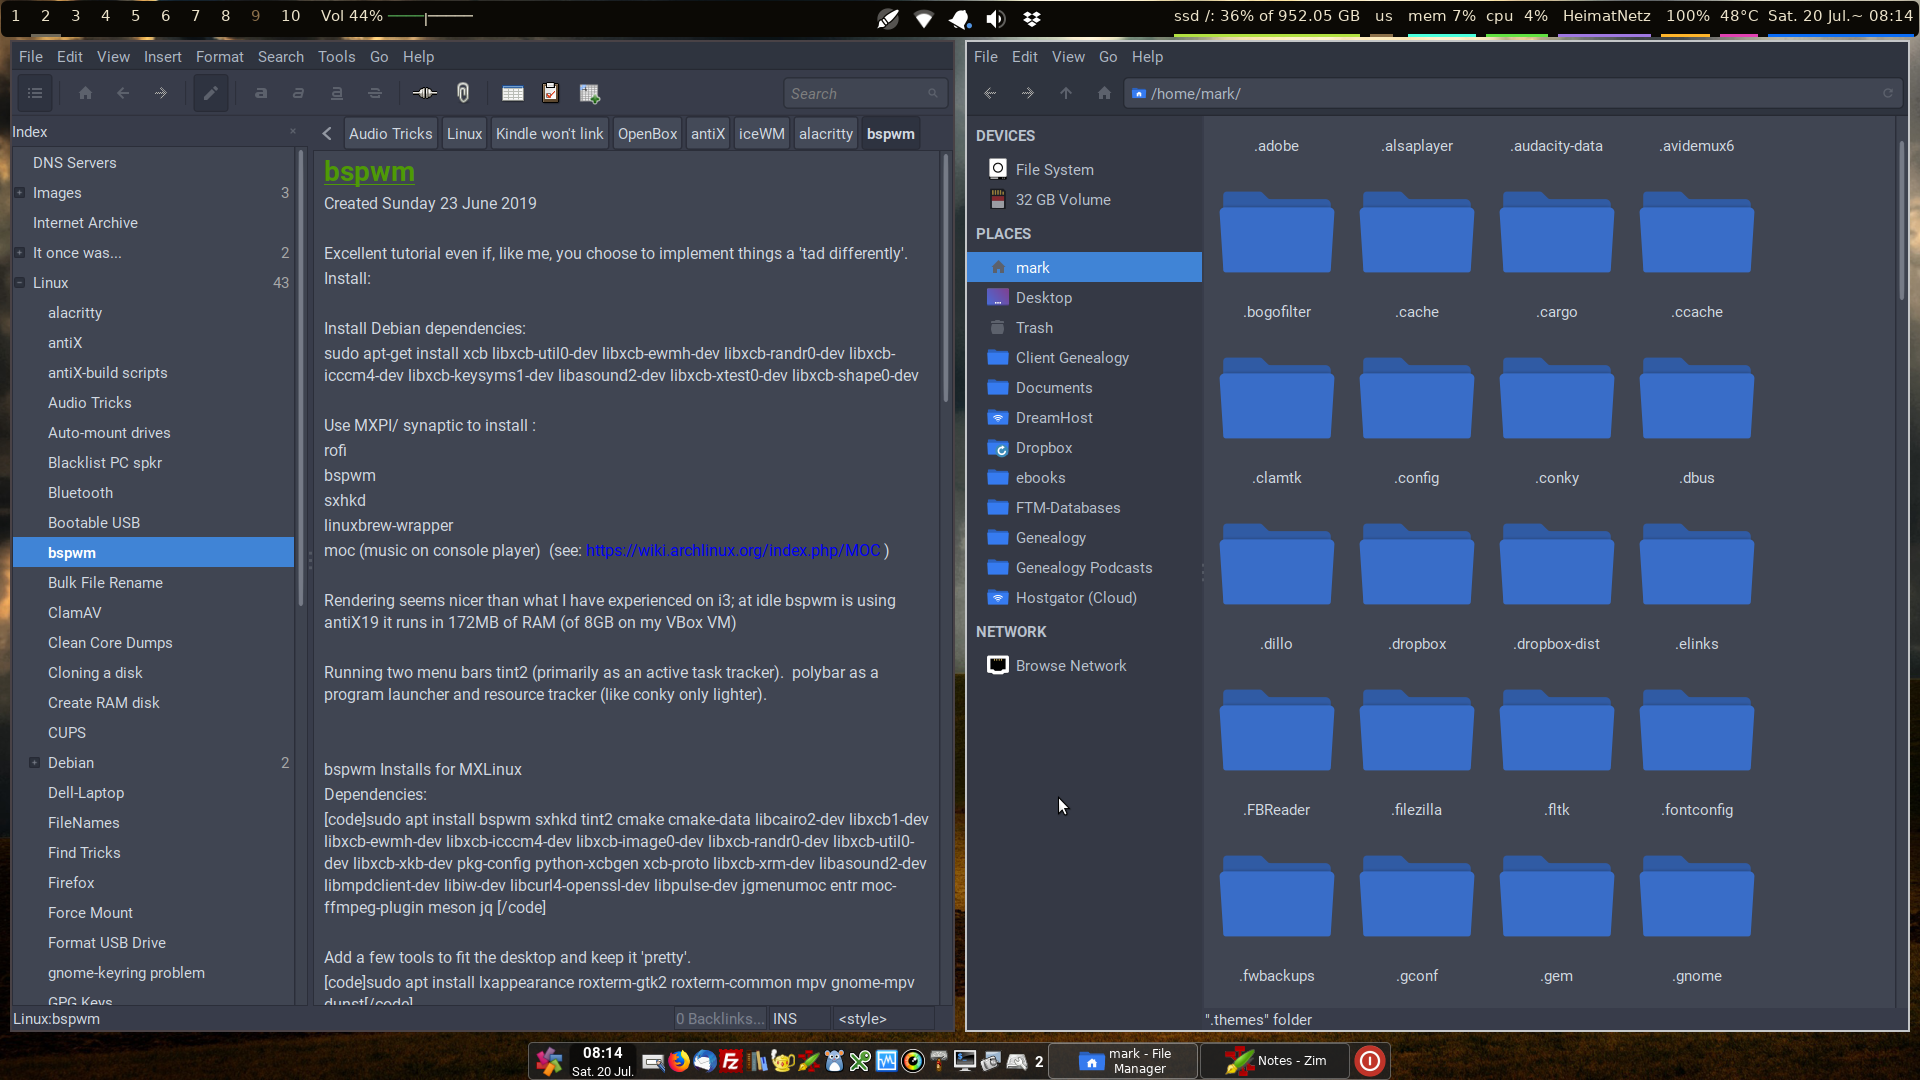 1 2 3 4 5 6 7 8 9 10 Vol 44%
ssd /: 36% of 952.05 GB us mem 7% cpu 4% HeimatNetz 100% 48°C Sat. 20 Jul.~ 08:14
File Edit View Insert Format Search Tools Go Help
Search
Index
DNS Servers
Images 3
Internet Archive
It once was... 2
Linux 43
alacritty
antiX
antiX-build scripts
Audio Tricks
Auto-mount drives
Blacklist PC spkr
Bluetooth
Bootable USB
bspwm
Bulk File Rename
ClamAV
Clean Core Dumps
Cloning a disk
Create RAM disk
CUPS
Debian 2
Dell-Laptop
FileNames
Find Tricks
Firefox
Force Mount
Format USB Drive
gnome-keyring problem
GPG Keys
Audio Tricks Linux Kindle won't link OpenBox antiX iceWM alacritty bspwm
bspwm
Created Sunday 23 June 2019
Excellent tutorial even if, like me, you choose to implement things a 'tad differently'.
Install:
Install Debian dependencies:
sudo apt-get install xcb libxcb-util0-dev libxcb-ewmh-dev libxcb-randr0-dev libxcb-
icccm4-dev libxcb-keysyms1-dev libasound2-dev libxcb-xtest0-dev libxcb-shape0-dev
Use MXPI/ synaptic to install :
rofi
bspwm
sxhkd
linuxbrew-wrapper
moc (music on console player)  (see: https://wiki.archlinux.org/index.php/MOC )
Rendering seems nicer than what I have experienced on i3; at idle bspwm is using
antiX19 it runs in 172MB of RAM (of 8GB on my VBox VM)
Running two menu bars tint2 (primarily as an active task tracker).  polybar as a
program launcher and resource tracker (like conky only lighter).
bspwm Installs for MXLinux
Dependencies:
[code]sudo apt install bspwm sxhkd tint2 cmake cmake-data libcairo2-dev libxcb1-dev
libxcb-ewmh-dev libxcb-icccm4-dev libxcb-image0-dev libxcb-randr0-dev libxcb-util0-
dev libxcb-xkb-dev pkg-config python-xcbgen xcb-proto libxcb-xrm-dev libasound2-dev
libmpdclient-dev libiw-dev libcurl4-openssl-dev libpulse-dev jgmenumoc entr moc-
ffmpeg-plugin meson jq [/code]
Add a few tools to fit the desktop and keep it 'pretty'.
[code]sudo apt install lxappearance roxterm-gtk2 roxterm-common mpv gnome-mpv
dunst[/code]
Linux:bspwm
0 Backlinks... INS <style>
File Edit View Go Help
/home/mark/
DEVICES
File System
32 GB Volume
PLACES
mark
Desktop
Trash
Client Genealogy
Documents
DreamHost
Dropbox
ebooks
FTM-Databases
Genealogy
Genealogy Podcasts
Hostgator (Cloud)
NETWORK
Browse Network
.adobe .alsaplayer .audacity-data .avidemux6
.bogofilter .cache .cargo .ccache
.clamtk .config .conky .dbus
.dillo .dropbox .dropbox-dist .elinks
.FBReader .filezilla .fltk .fontconfig
.fwbackups .gconf .gem .gnome
".themes" folder
08:14
Sat. 20 Jul.
2
mark - File
Manager
Notes - Zim